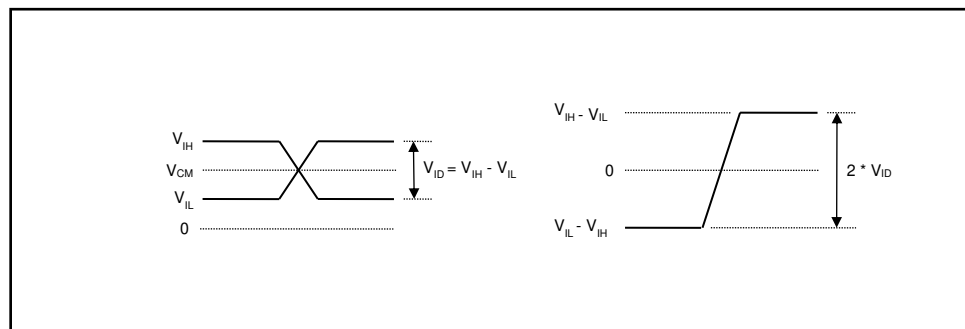 V_IH
V_CM
V_IL
0
V_ID = V_IH - V_IL
V_IH - V_IL
0
V_IL - V_IH
2 * V_ID